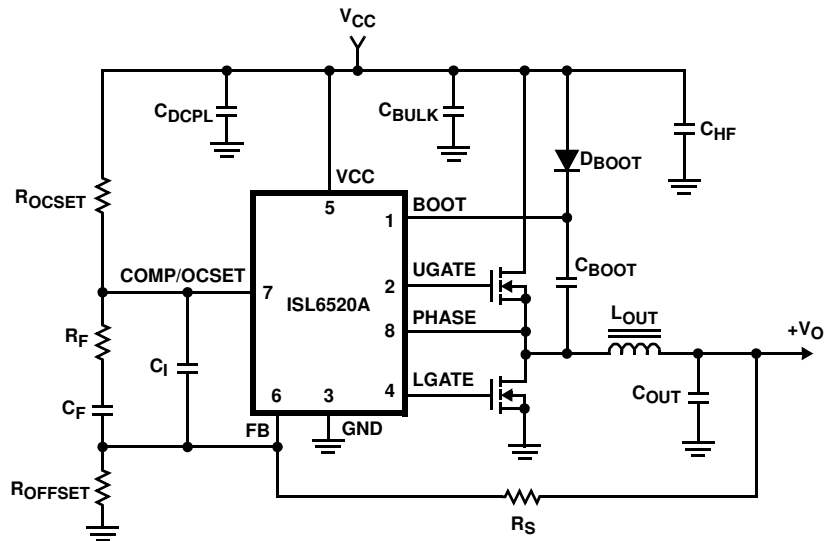 VCC
CDCPL
CBULK
CHF
DBOOT
ROCSET
VCC
5
BOOT
1
CBOOT
COMP/OCSET
7
ISL6520A
UGATE
2
PHASE
8
LOUT
+VO
RF
CI
CF
6
3
4
LGATE
COUT
FB
GND
ROFFSET
RS